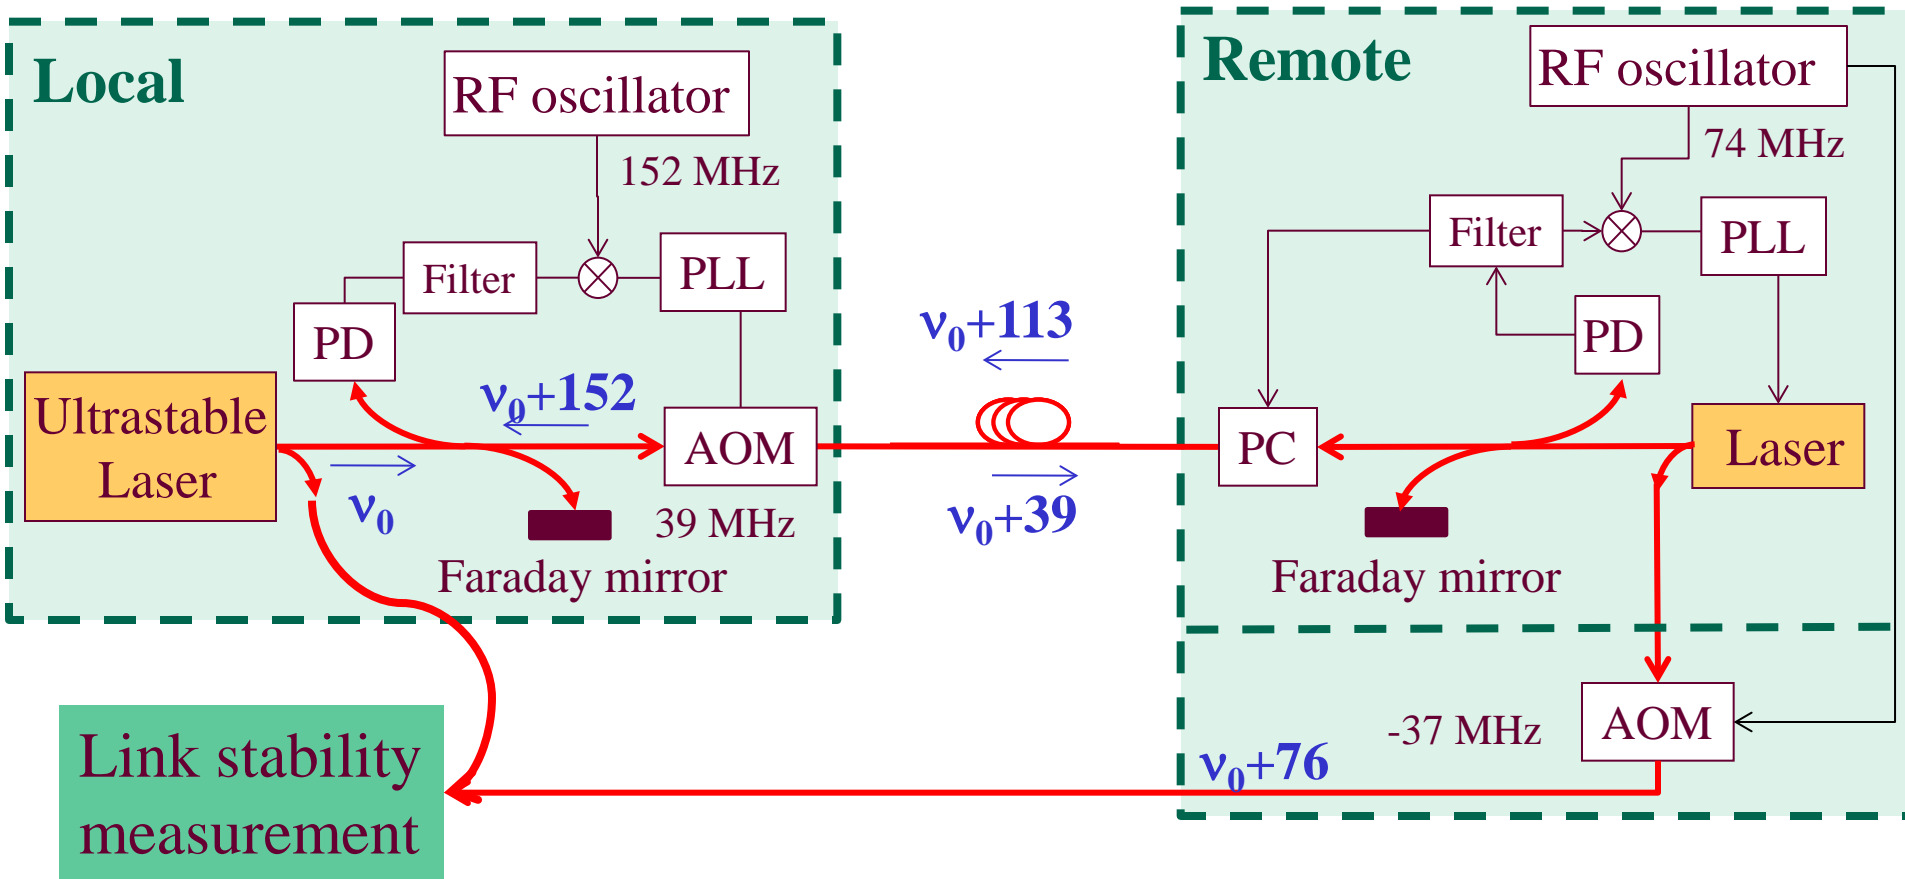 Local
RF oscillator
152 MHz
Filter
PLL
PD
Ultrastable
Laser
ν0+152
AOM
ν0
39 MHz
Faraday mirror
ν0+113
ν0+39
Remote
RF oscillator
74 MHz
Filter
PLL
PD
PC
Laser
Faraday mirror
-37 MHz
AOM
ν0+76
Link stability
measurement